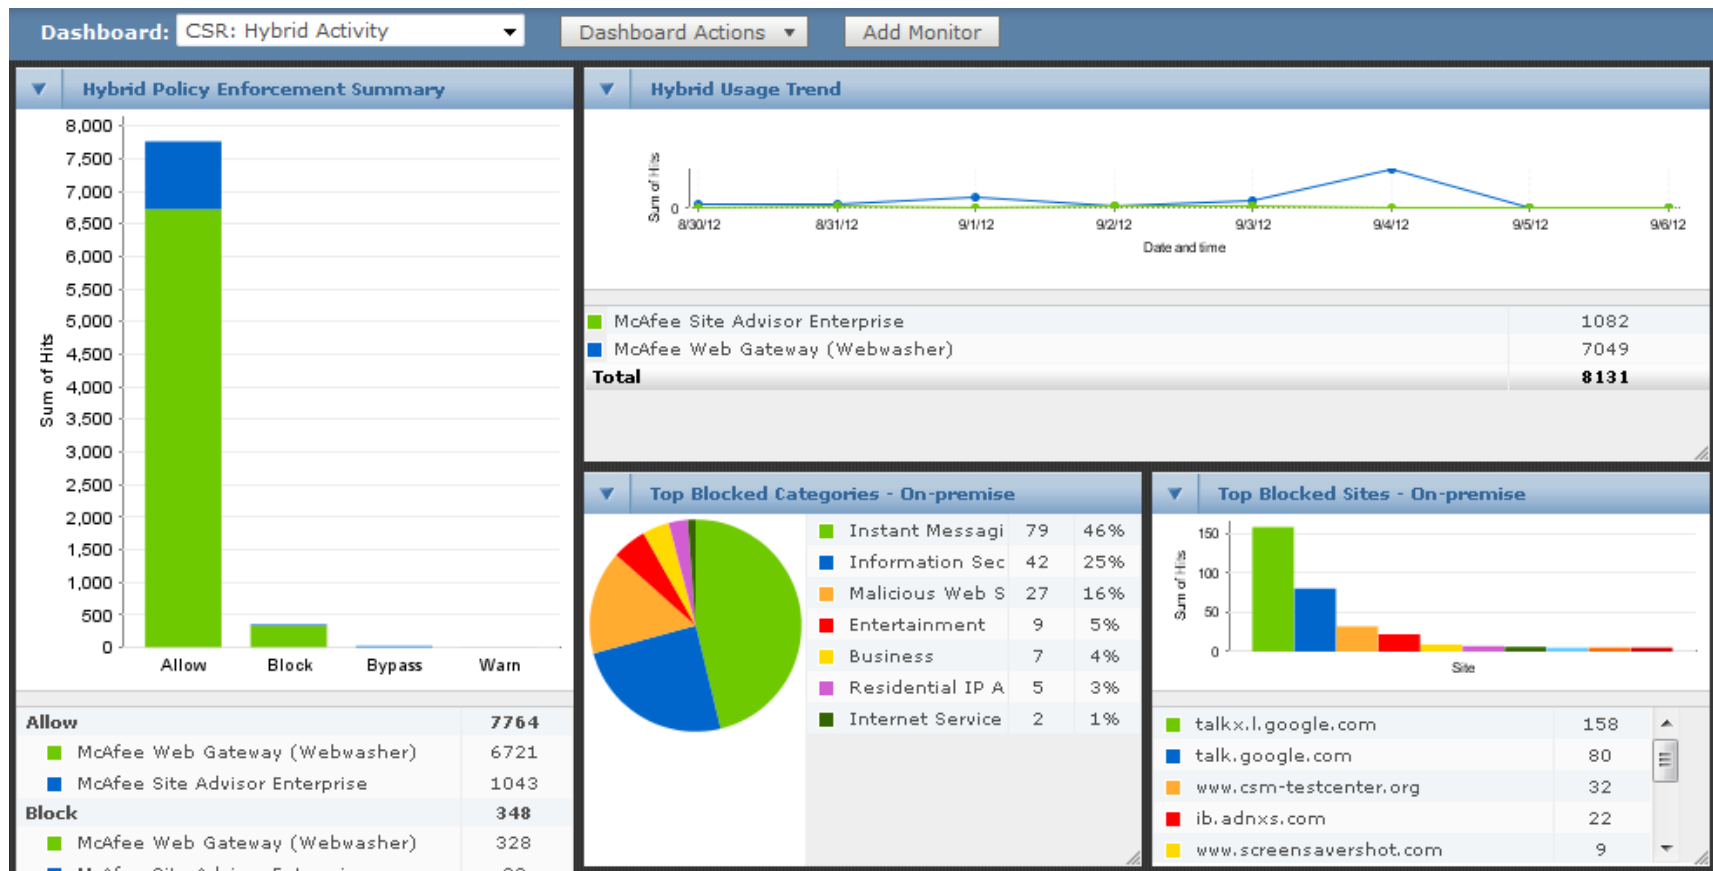 Dashboard: CSR: Hybrid Activity Dashboard Actions Add Monitor
Hybrid Policy Enforcement Summary
8,000
7,500
7,000
6,500
6,000
5,500
5,000
4,500
4,000
3,500
3,000
2,500
2,000
1,500
1,000
500
0
Sum of Hits
Allow Block Bypass Warn
Allow 7764
McAfee Web Gateway (Webwasher) 6721
McAfee Site Advisor Enterprise 1043
Block 348
McAfee Web Gateway (Webwasher) 328
Hybrid Usage Trend
Sum of Hits
0
8/30/12 8/31/12 9/1/12 9/2/12 9/3/12 9/4/12 9/5/12 9/6/12
Date and time
McAfee Site Advisor Enterprise 1082
McAfee Web Gateway (Webwasher) 7049
Total 8131
Top Blocked Categories - On-premise
Instant Messagi 79 46%
Information Sec 42 25%
Malicious Web S 27 16%
Entertainment 9 5%
Business 7 4%
Residential IP A 5 3%
Internet Service 2 1%
Top Blocked Sites - On-premise
150
100
50
0
Sum of Hits
Site
talkx.l.google.com 158
talk.google.com 80
www.csm-testcenter.org 32
ib.adnxs.com 22
www.screensavershot.com 9